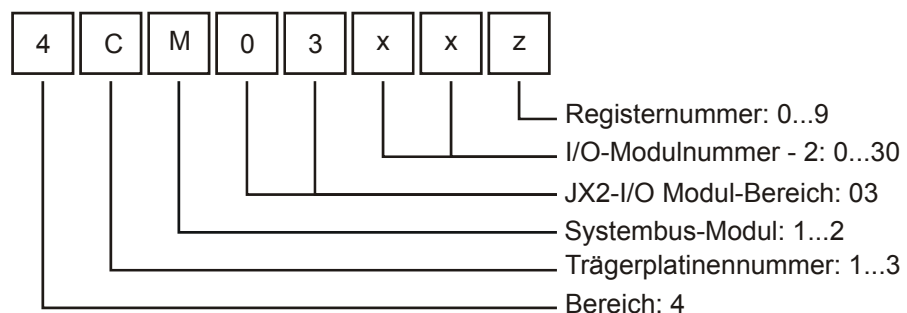 4 C M 0 3 x x z
Registernummer: 0...9
I/O-Modulnummer - 2: 0...30
JX2-I/O Modul-Bereich: 03
Systembus-Modul: 1...2
Trägerplatinennummer: 1...3
Bereich: 4